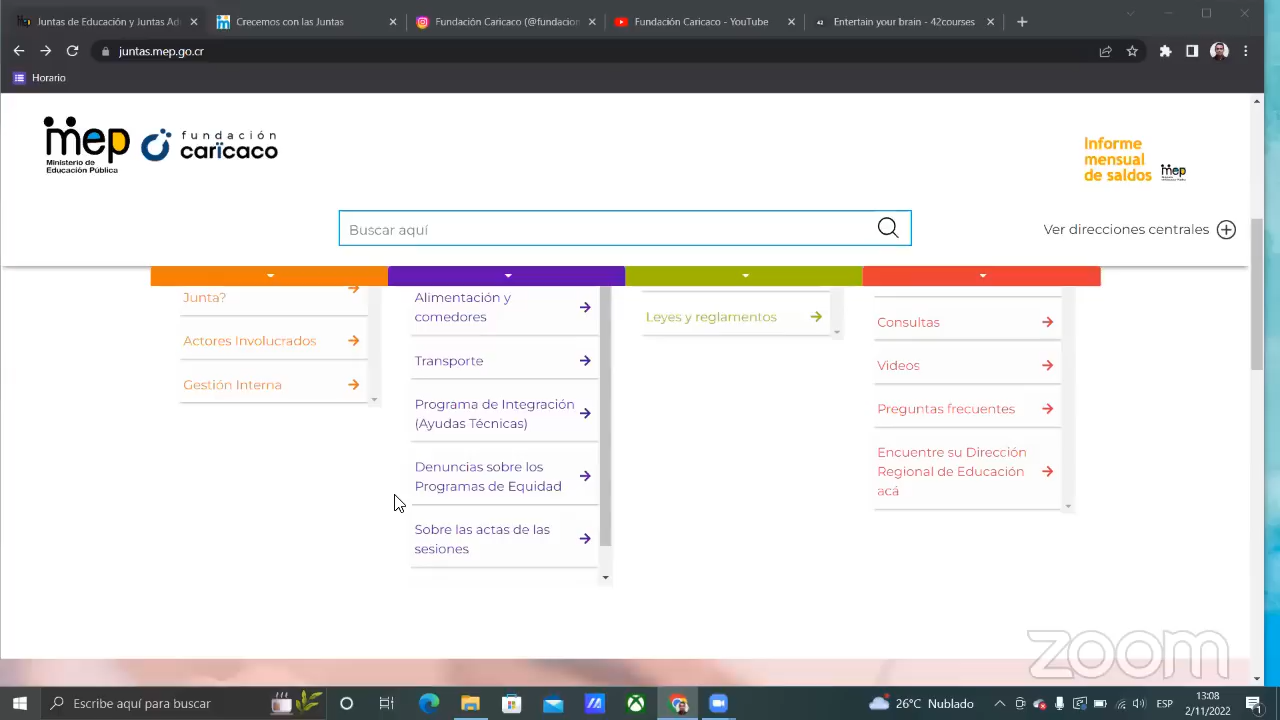 Juntas de Educación y Juntas Ad
Crecemos con las Juntas
Fundación Caricaco (@fundacion
Fundación Caricaco - YouTube
42 Entertain your brain - 42courses
juntas.mep.go.cr
Horario
mep
Ministerio de
Educación Pública
fundación
carïcaco
Informe
mensual
de saldos
mep
Buscar aquí
Ver direcciones centrales
Junta?
Actores Involucrados
Gestión Interna
Alimentación y
comedores
Transporte
Programa de Integración
(Ayudas Técnicas)
Denuncias sobre los
Programas de Equidad
Sobre las actas de las
sesiones
Leyes y reglamentos
Consultas
Videos
Preguntas frecuentes
Encuentre su Dirección
Regional de Educación
acá
zoom
Escribe aquí para buscar
26°C Nublado
ESP
13:08
2/11/2022